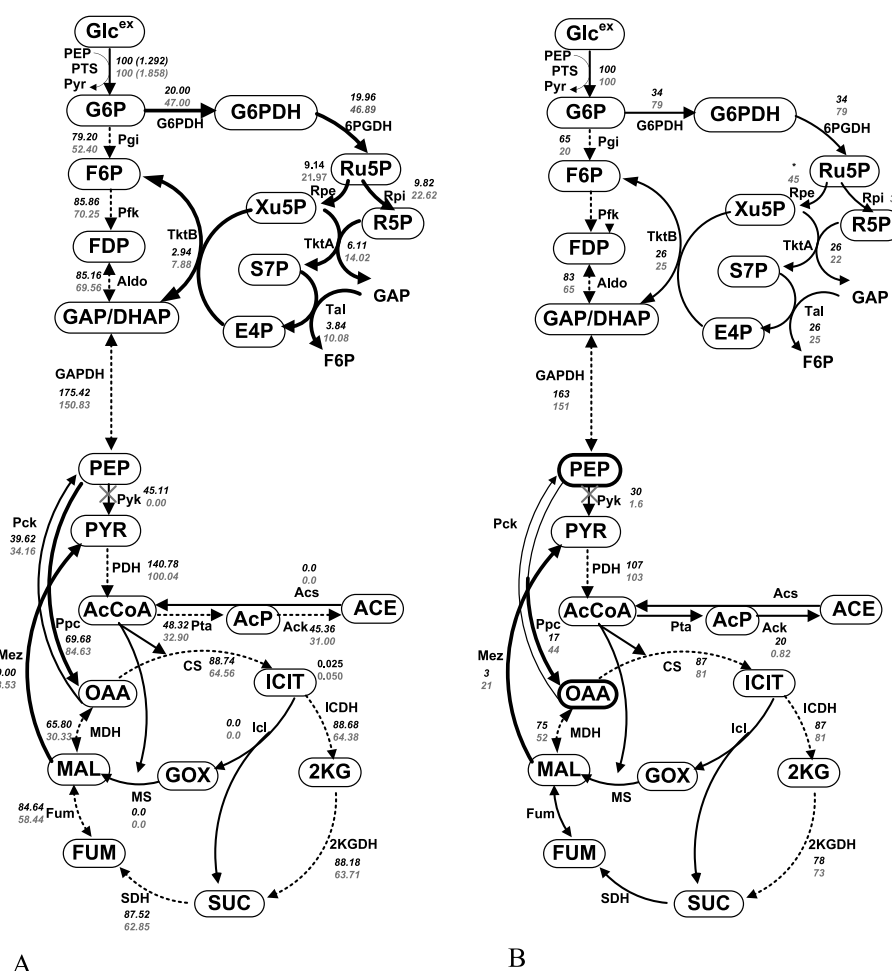 Glc^ex
PEP
PTS
Pyr
100 (1.292)
100 (1.858)
G6P
20.00
47.00
G6PDH
G6PDH
19.96
46.89
6PGDH
79.20
52.40
Pgi
F6P
Ru5P
9.14
21.97
Rpe
Rpi
9.82
22.62
85.86
70.25
Pfk
Xu5P
R5P
FDP
TktB
2.94
7.88
TktA
6.11
14.02
85.16
69.56
Aldo
S7P
GAP
GAP/DHAP
E4P
Tal
3.84
10.08
F6P
GAPDH
175.42
150.83
PEP
45.11
0.00
Pyk
Pck
39.62
34.16
PYR
PDH
140.78
100.04
0.0
0.0
Acs
AcCoA
AcP
ACE
48.32
32.90
Pta
Ack
45.36
31.00
Ppc
69.68
84.63
Mez
CS
88.74
64.56
0.025
0.050
OAA
ICIT
65.80
30.33
MDH
0.0
0.0
Icl
ICDH
88.68
64.38
MAL
GOX
2KG
MS
0.0
0.0
84.64
58.44
Fum
FUM
2KGDH
88.18
63.71
SDH
87.52
62.85
SUC
A
Glc^ex
PEP
PTS
Pyr
100
100
G6P
34
79
G6PDH
G6PDH
34
79
6PGDH
65
20
Pgi
F6P
Ru5P
*
45
Rpe
Rpi
Pfk
Xu5P
R5P
FDP
TktB
26
25
TktA
26
22
83
65
Aldo
S7P
GAP
GAP/DHAP
E4P
Tal
26
25
F6P
GAPDH
163
151
PEP
30
1.6
Pyk
Pck
PYR
PDH
107
103
Acs
AcCoA
AcP
ACE
Pta
Ack
20
0.82
Ppc
17
44
Mez
3
21
CS
87
81
OAA
ICIT
75
52
MDH
Icl
ICDH
87
81
MAL
GOX
2KG
MS
Fum
FUM
2KGDH
78
73
SDH
SUC
B